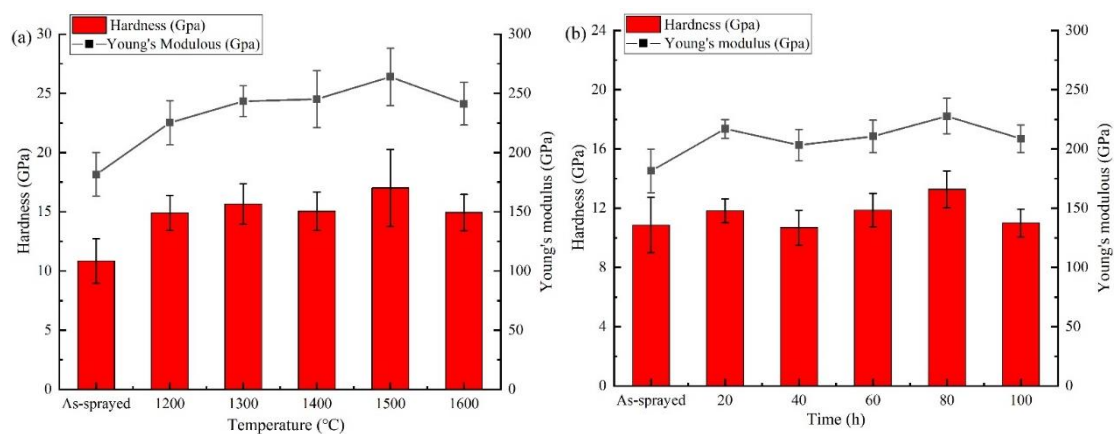 (a)
Hardness (Gpa)
Young's Modulous (Gpa)
30
25
20
15
10
5
0
Hardness (GPa)
300
250
200
150
100
50
0
Young's modulus (GPa)
As-sprayed 1200 1300 1400 1500 1600
Temperature (℃)
(b)
Hardness (Gpa)
Young's modulus (Gpa)
24
20
16
12
8
4
0
Hardness (GPa)
300
250
200
150
100
50
0
Young's modulus (GPa)
As-sprayed 20 40 60 80 100
Time (h)